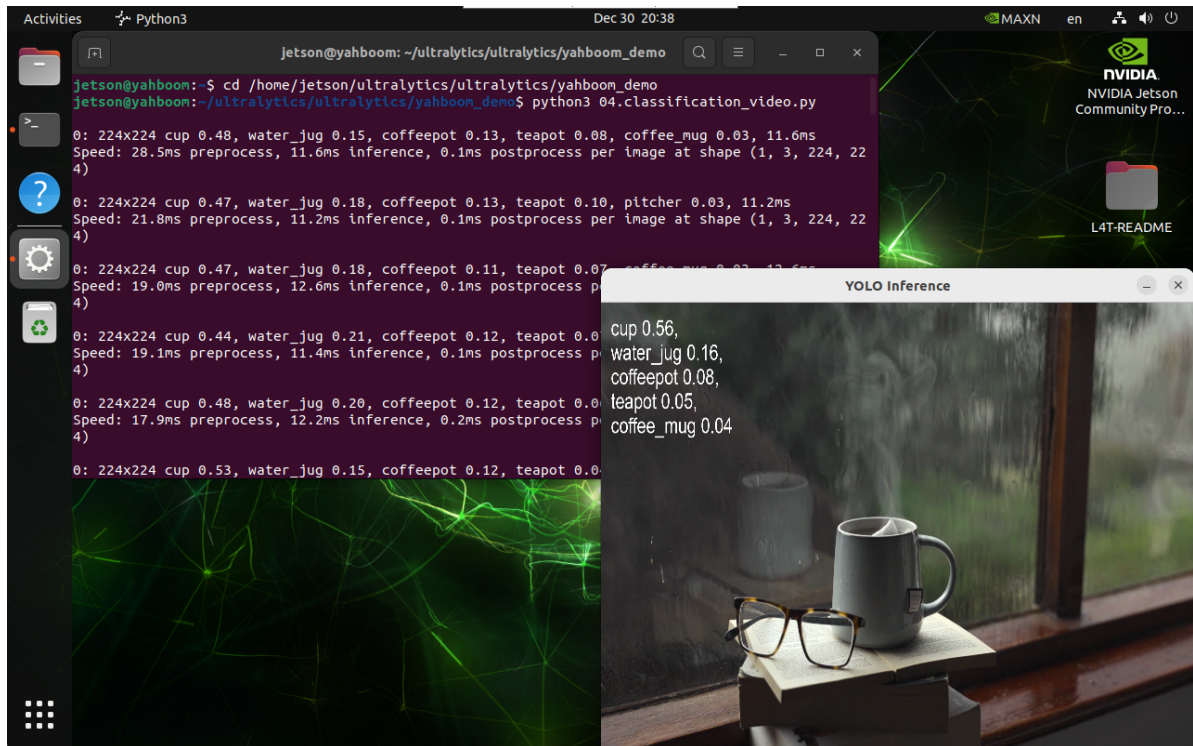 Activities
Python3
Dec 30 20:38
MAXN
en
jetson@yahboom: ~/ultralytics/ultralytics/yahboom_demo
jetson@yahboom:~$ cd /home/jetson/ultralytics/ultralytics/yahboom_demo
jetson@yahboom:~/ultralytics/ultralytics/yahboom_demo$ python3 04.classification_video.py
0: 224x224 cup 0.48, water_jug 0.15, coffeepot 0.13, teapot 0.08, coffee_mug 0.03, 11.6ms
Speed: 28.5ms preprocess, 11.6ms inference, 0.1ms postprocess per image at shape (1, 3, 224, 22
4)
0: 224x224 cup 0.47, water_jug 0.18, coffeepot 0.13, teapot 0.10, pitcher 0.03, 11.2ms
Speed: 21.8ms preprocess, 11.2ms inference, 0.1ms postprocess per image at shape (1, 3, 224, 22
4)
0: 224x224 cup 0.47, water_jug 0.18, coffeepot 0.11, teapot 0.07, coffee_mug 0.03, 12.6ms
Speed: 19.0ms preprocess, 12.6ms inference, 0.1ms postprocess
4)
0: 224x224 cup 0.44, water_jug 0.21, coffeepot 0.12, teapot
Speed: 19.1ms preprocess, 11.4ms inference, 0.1ms postprocess
4)
0: 224x224 cup 0.48, water_jug 0.20, coffeepot 0.12, teapot
Speed: 17.9ms preprocess, 12.2ms inference, 0.2ms postprocess
4)
0: 224x224 cup 0.53, water_jug 0.15, coffeepot 0.12, teapot
NVIDIA.
NVIDIA Jetson
Community Pro...
L4T-README
YOLO Inference
cup 0.56,
water_jug 0.16,
coffeepot 0.08,
teapot 0.05,
coffee_mug 0.04